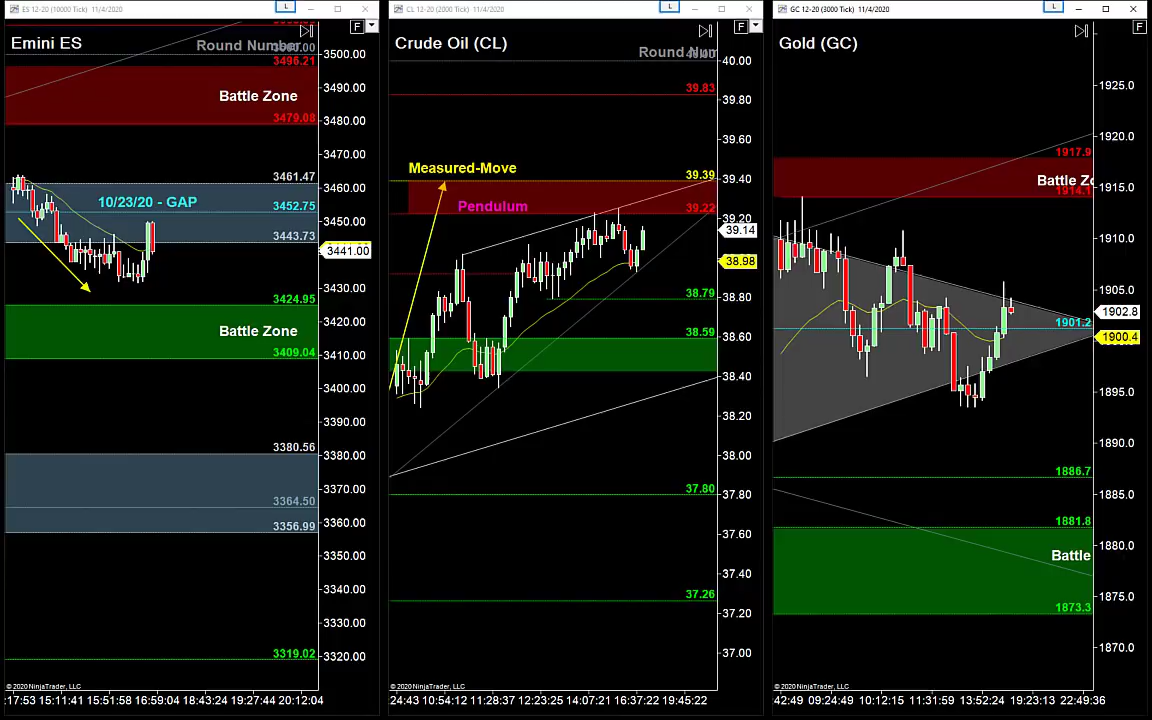 ES 12-20 (10000 Tick) 11/4/2020
L
F
Emini ES
Round Number
3500.00
3496.21
Battle Zone
3490.00
3480.00
3479.08
3470.00
3461.47
3460.00
10/23/20 - GAP
3452.75
3450.00
3443.73
3441.00
3430.00
3424.95
3420.00
Battle Zone
3410.00
3409.04
3400.00
3390.00
3380.56
3380.00
3370.00
3364.50
3360.00
3356.99
3350.00
3340.00
3330.00
3319.02
3320.00
© 2020 NinjaTrader, LLC
:17:53 15:11:41 15:51:58 16:59:04 18:43:24 19:27:44 20:12:04
CL 12-20 (2000 Tick) 11/4/2020
L
F
Crude Oil (CL)
Round Num
40.00
39.83
39.80
39.60
Measured-Move
39.39
39.40
Pendulum
39.22
39.20
39.14
38.98
38.79
38.80
38.59
38.60
38.40
38.20
38.00
37.80
37.80
37.60
37.40
37.26
37.20
37.00
© 2020 NinjaTrader, LLC
24:43 10:54:12 11:28:37 12:23:25 14:07:21 16:37:22 19:45:22
GC 12-20 (3000 Tick) 11/4/2020
L
F
Gold (GC)
1925.0
1920.0
1917.9
Battle Zo
1915.0
1914.1
1910.0
1905.0
1902.8
1901.2
1900.4
1895.0
1890.0
1886.7
1885.0
1881.8
1880.0
Battle
1875.0
1873.3
1870.0
© 2020 NinjaTrader, LLC
:42:49 09:24:49 10:12:15 11:31:59 13:52:24 19:23:13 22:49:36